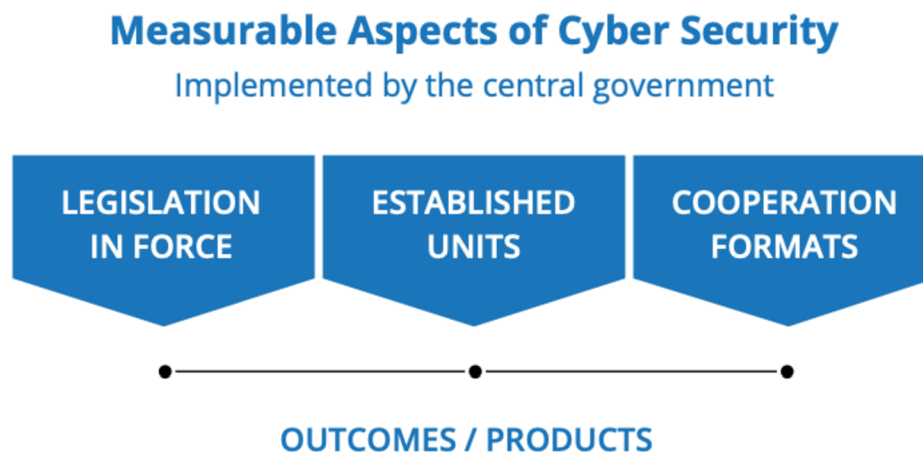 Measurable Aspects of Cyber Security
Implemented by the central government
LEGISLATION
IN FORCE
ESTABLISHED
UNITS
COOPERATION
FORMATS
OUTCOMES / PRODUCTS